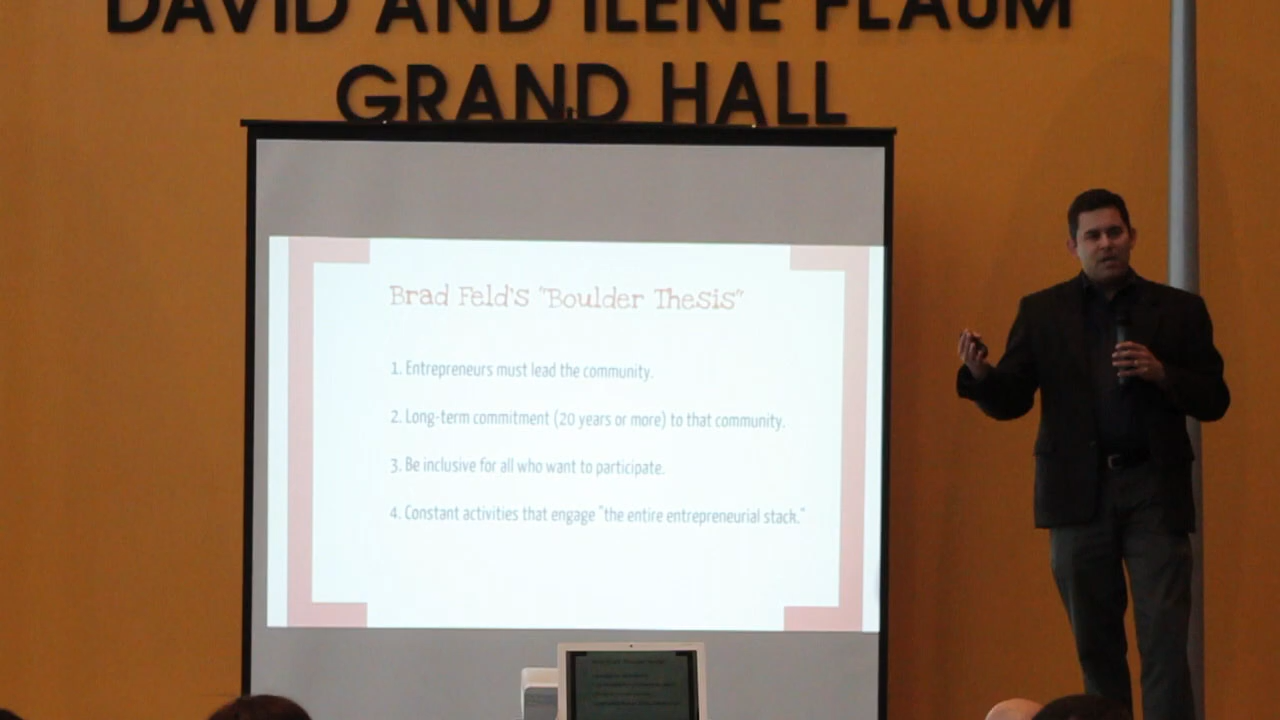 DAVID AND ILENE FLAUM
GRAND HALL
Brad Feld's "Boulder Thesis"
1. Entrepreneurs must lead the community.
2. Long-term commitment (20 years or more) to that community.
3. Be inclusive for all who want to participate.
4. Constant activities that engage "the entire entrepreneurial stack."